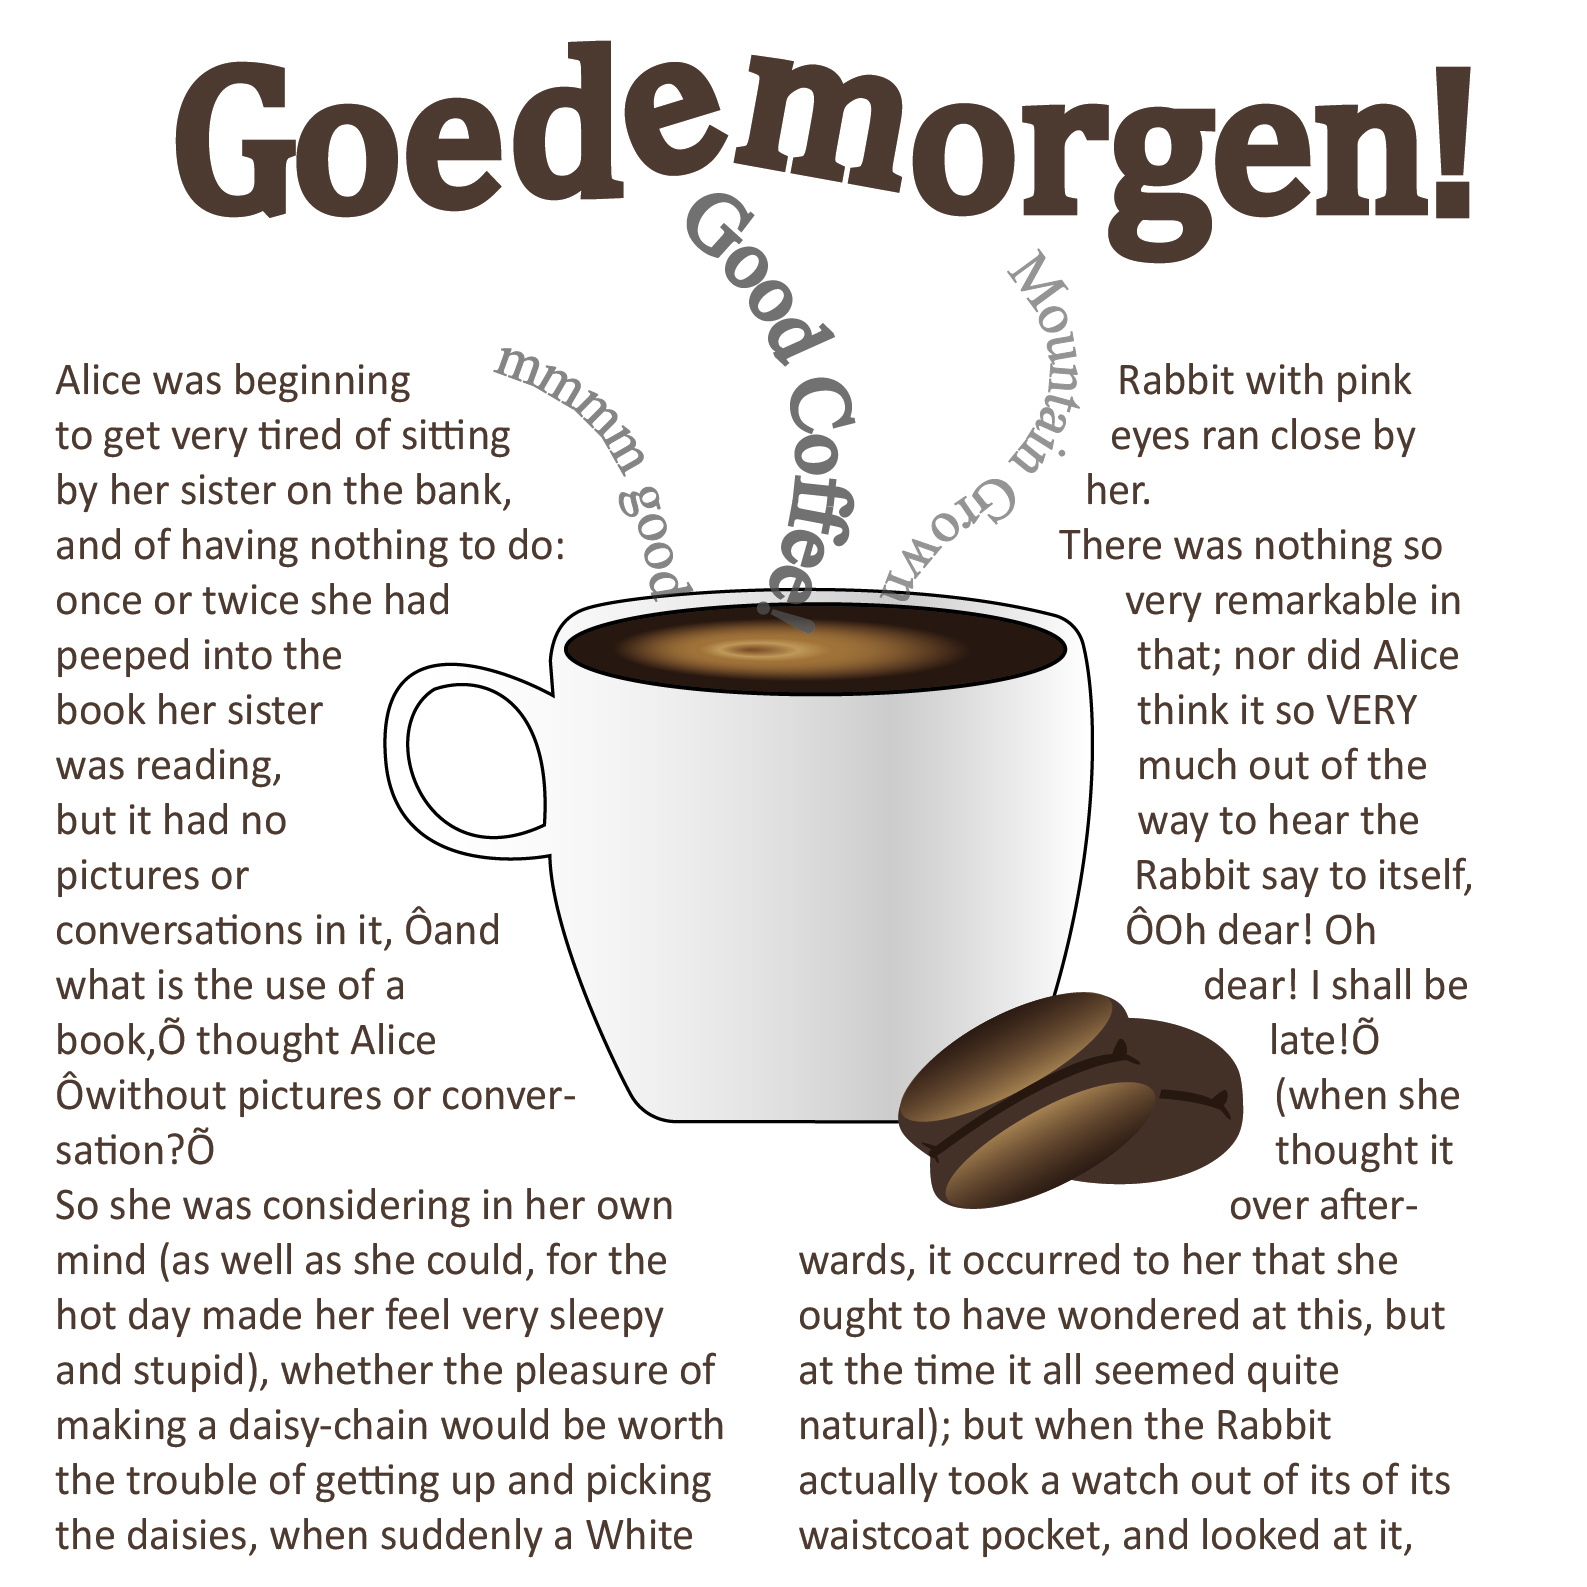 Goedemorgen!
mmmm good
Good Coffee!
Mountain Grown
Alice was beginning
to get very tired of sitting
by her sister on the bank,
and of having nothing to do:
once or twice she had
peeped into the
book her sister
was reading,
but it had no
pictures or
conversations in it, Ôand
what is the use of a
book,Õ thought Alice
Ôwithout pictures or conver-
sation?Õ
So she was considering in her own
mind (as well as she could, for the
hot day made her feel very sleepy
and stupid), whether the pleasure of
making a daisy-chain would be worth
the trouble of getting up and picking
the daisies, when suddenly a White
Rabbit with pink
eyes ran close by
her.
There was nothing so
very remarkable in
that; nor did Alice
think it so VERY
much out of the
way to hear the
Rabbit say to itself,
ÔOh dear! Oh
dear! I shall be
late!Õ
(when she
thought it
over after-
wards, it occurred to her that she
ought to have wondered at this, but
at the time it all seemed quite
natural); but when the Rabbit
actually took a watch out of its of its
waistcoat pocket, and looked at it,